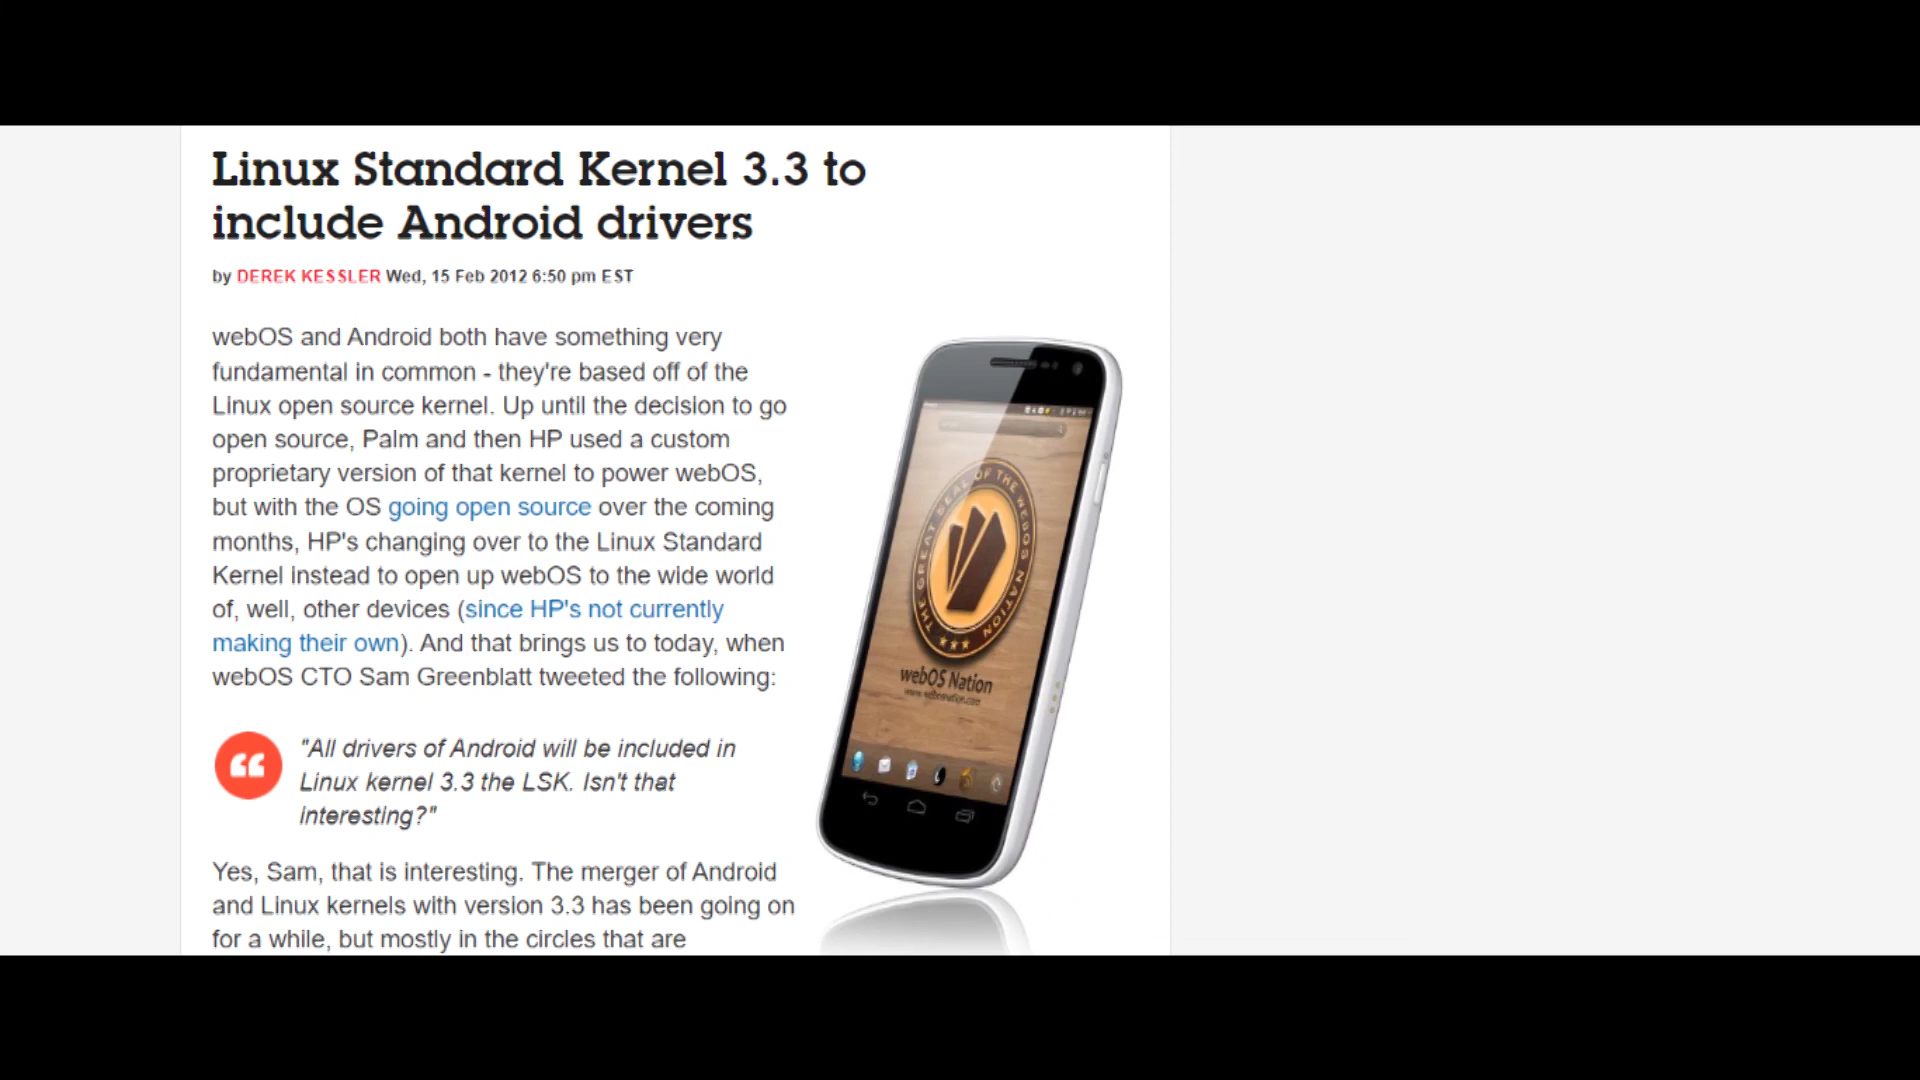 Linux Standard Kernel 3.3 to
include Android drivers
by DEREK KESSLER Wed, 15 Feb 2012 6:50 pm EST
webOS and Android both have something very
fundamental in common - they're based off of the
Linux open source kernel. Up until the decision to go
open source, Palm and then HP used a custom
proprietary version of that kernel to power webOS,
but with the OS going open source over the coming
months, HP's changing over to the Linux Standard
Kernel instead to open up webOS to the wide world
of, well, other devices (since HP's not currently
making their own). And that brings us to today, when
webOS CTO Sam Greenblatt tweeted the following:
"All drivers of Android will be included in
Linux kernel 3.3 the LSK. Isn't that
interesting?"
Yes, Sam, that is interesting. The merger of Android
and Linux kernels with version 3.3 has been going on
for a while, but mostly in the circles that are
THE GREAT SEAL OF THE WEBOS NATION
webOS Nation
www.webosnation.com